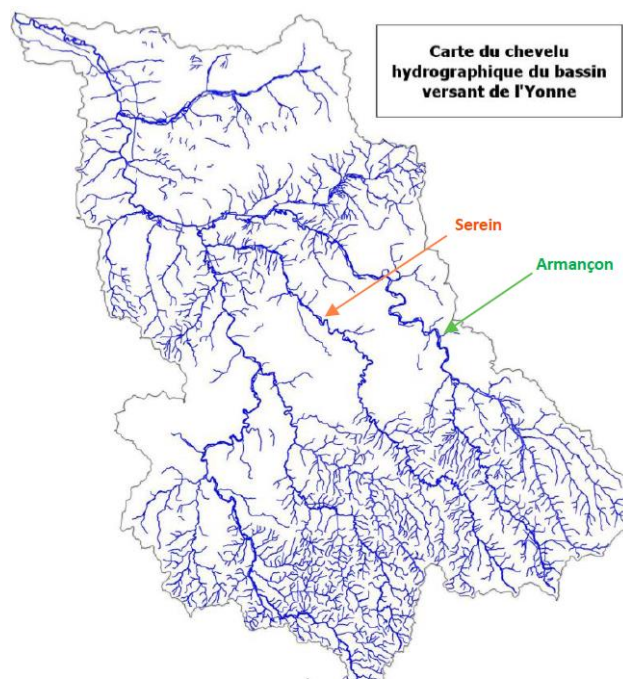 Carte du chevelu
hydrographique du bassin
versant de l'Yonne
Serein
Armançon